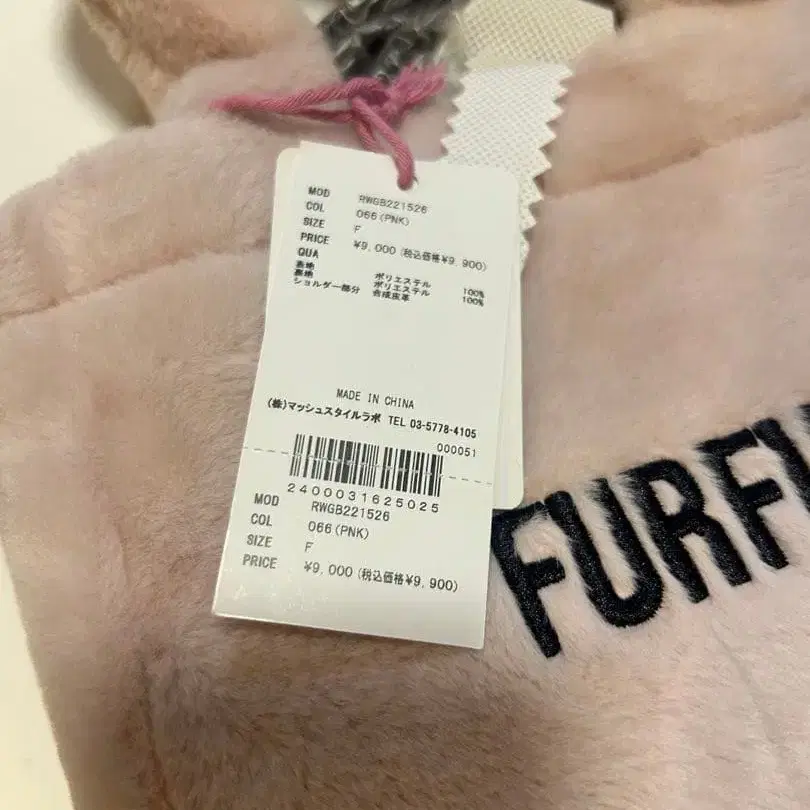 MOD RWGB221526
COL 066(PNK)
SIZE F
PRICE ¥9,000(税込価格¥9,900)
QUA
表地 ポリエステル 100%
裏地 ポリエステル 100%
ショルダー部分 合成皮革
MADE IN CHINA
(株)マッシュスタイルラボ TEL 03-5778-4105
000051
2400031625025
MOD RWGB221526
COL 066(PNK)
SIZE F
PRICE ¥9,000(税込価格¥9,900)
FURFU